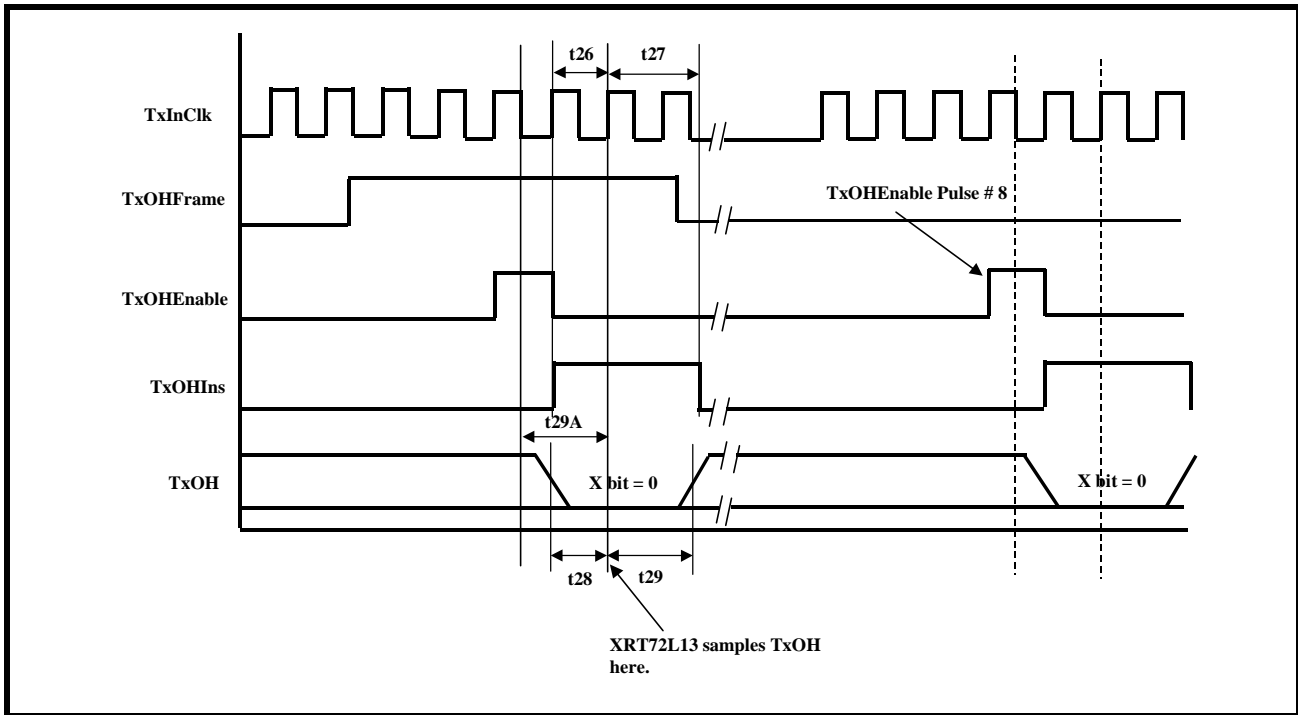 t26
t27
TxInClk
TxOHFrame
TxOHEnable Pulse # 8
TxOHEnable
TxOHIns
t29A
TxOH
X bit = 0
X bit = 0
t28
t29
XRT72L13 samples TxOH
here.